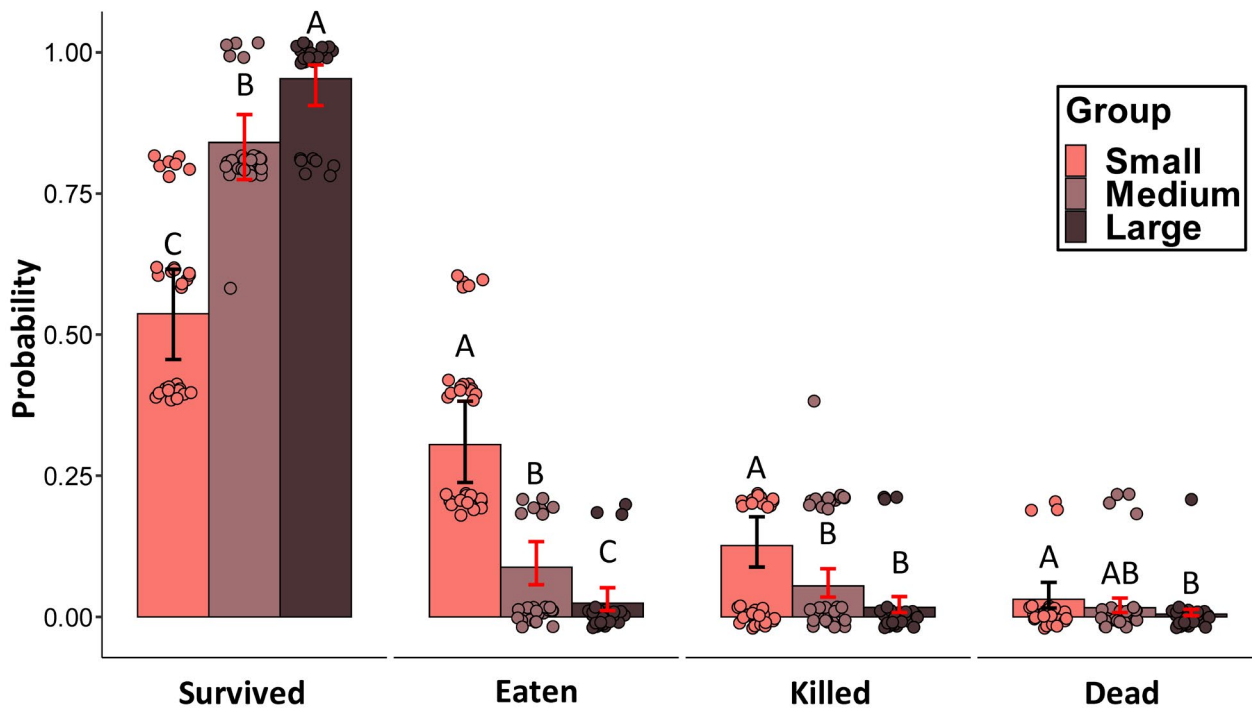 Probability
1.00
0.75
0.50
0.25
0.00
C
B
A
A
B
C
A
B
B
A
AB
B
Survived
Eaten
Killed
Dead
Group
Small
Medium
Large